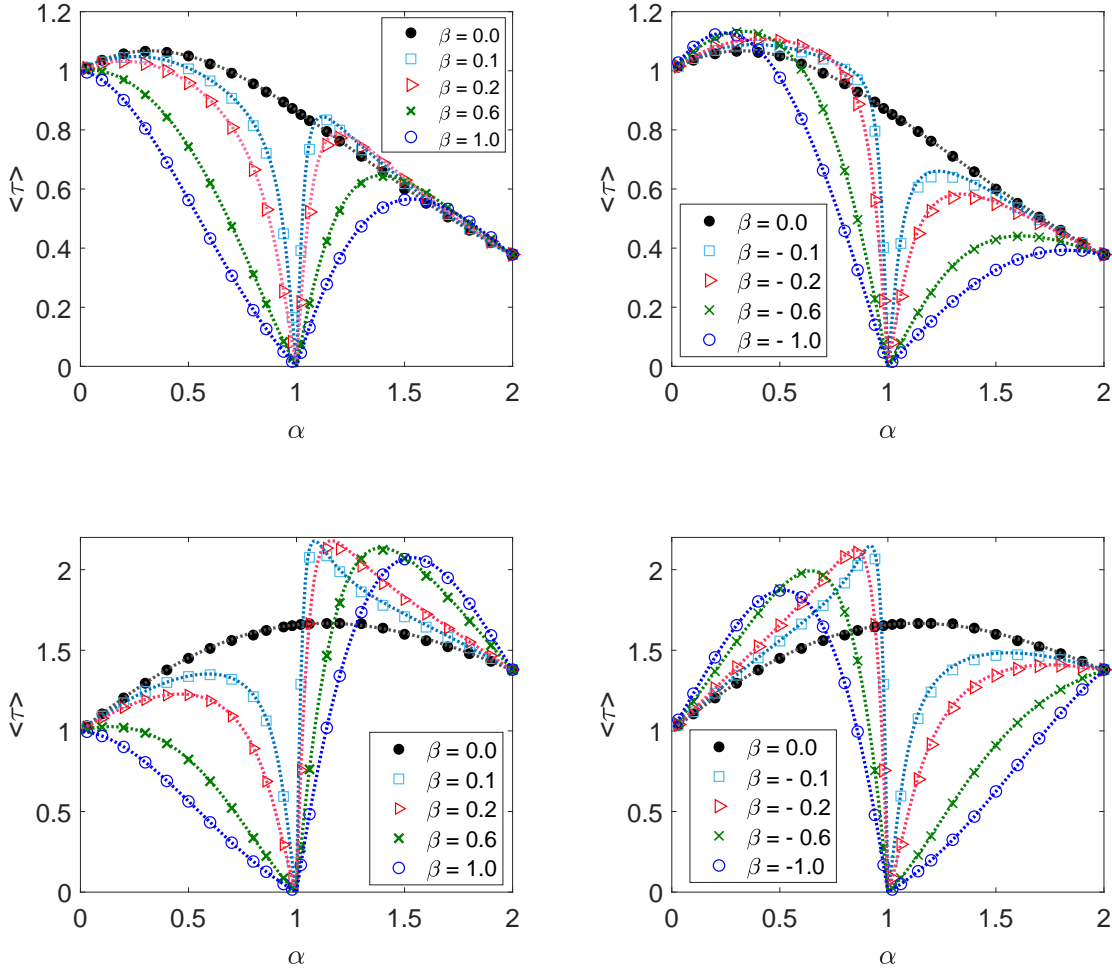 1.2
1
0.8
0.6
0.4
0.2
0
<τ>
β = 0.0
β = 0.1
β = 0.2
β = 0.6
β = 1.0
0 0.5 1 1.5 2
α
1.2
1
0.8
0.6
0.4
0.2
0
<τ>
β = 0.0
β = - 0.1
β = - 0.2
β = - 0.6
β = - 1.0
0 0.5 1 1.5 2
α
2
1.5
1
0.5
0
<τ>
β = 0.0
β = 0.1
β = 0.2
β = 0.6
β = 1.0
0 0.5 1 1.5 2
α
2
1.5
1
0.5
0
<τ>
β = 0.0
β = - 0.1
β = - 0.2
β = - 0.6
β = -1.0
0 0.5 1 1.5 2
α